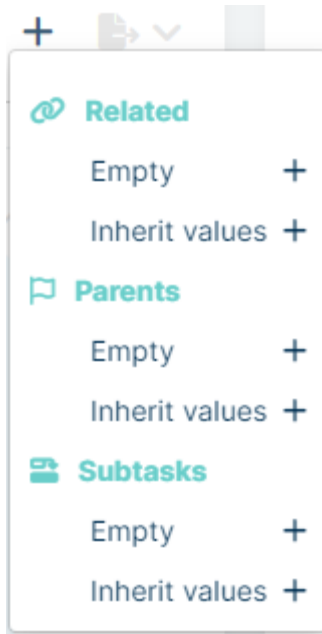 Related
Empty
Inherit values
Parents
Empty
Inherit values
Subtasks
Empty
Inherit values